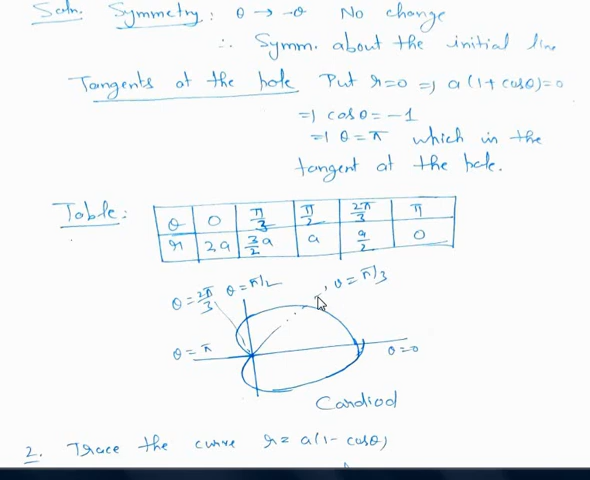 Soln. Symmetry: θ → -θ No change
∴ Symm. about the initial line
Tangents at the pole Put r=0 ⇒ a(1+cosθ)=0
⇒ cosθ = -1
⇒ θ = π which is the
tangent at the pole.
Table:
θ 0 π/3 π/2 2π/3 π
r 2a 3/2 a a a/2 0
θ = 2π/3 θ = π/2 θ = π/3
θ = π θ=0
Cardiod
2. Trace the curve r = a(1 - cosθ)